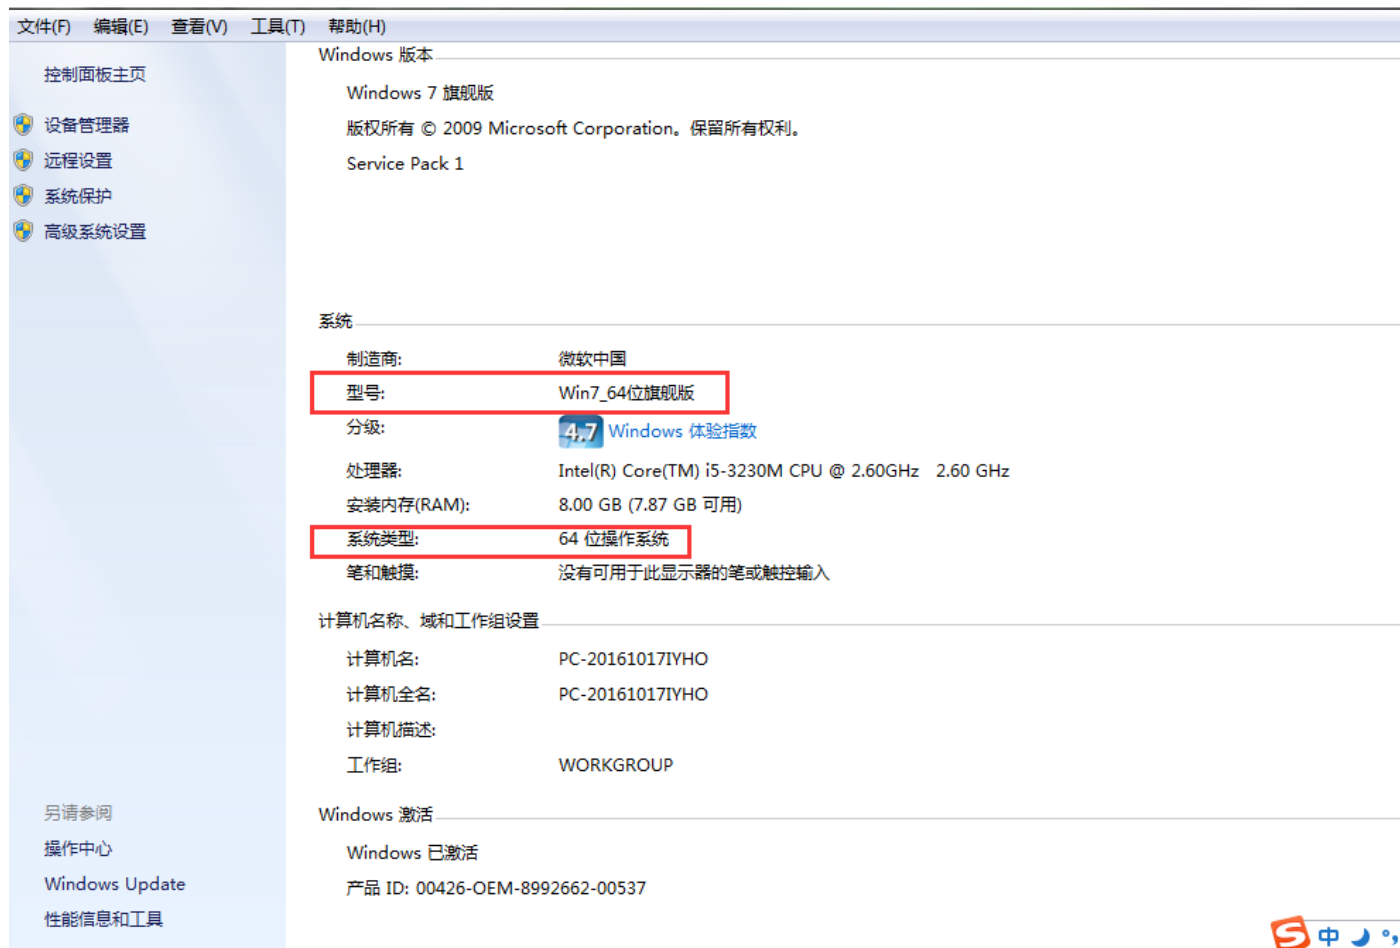 文件(F) 编辑(E) 查看(V) 工具(T) 帮助(H)
控制面板主页
设备管理器
远程设置
系统保护
高级系统设置
另请参阅
操作中心
Windows Update
性能信息和工具
Windows 版本
Windows 7 旗舰版
版权所有 © 2009 Microsoft Corporation。保留所有权利。
Service Pack 1
系统
制造商: 微软中国
型号: Win7_64位旗舰版
分级: 4.7 Windows 体验指数
处理器: Intel(R) Core(TM) i5-3230M CPU @ 2.60GHz 2.60 GHz
安装内存(RAM): 8.00 GB (7.87 GB 可用)
系统类型: 64 位操作系统
笔和触摸: 没有可用于此显示器的笔或触控输入
计算机名称、域和工作组设置
计算机名: PC-20161017IYHO
计算机全名: PC-20161017IYHO
计算机描述:
工作组: WORKGROUP
Windows 激活
Windows 已激活
产品 ID: 00426-OEM-8992662-00537
S 中